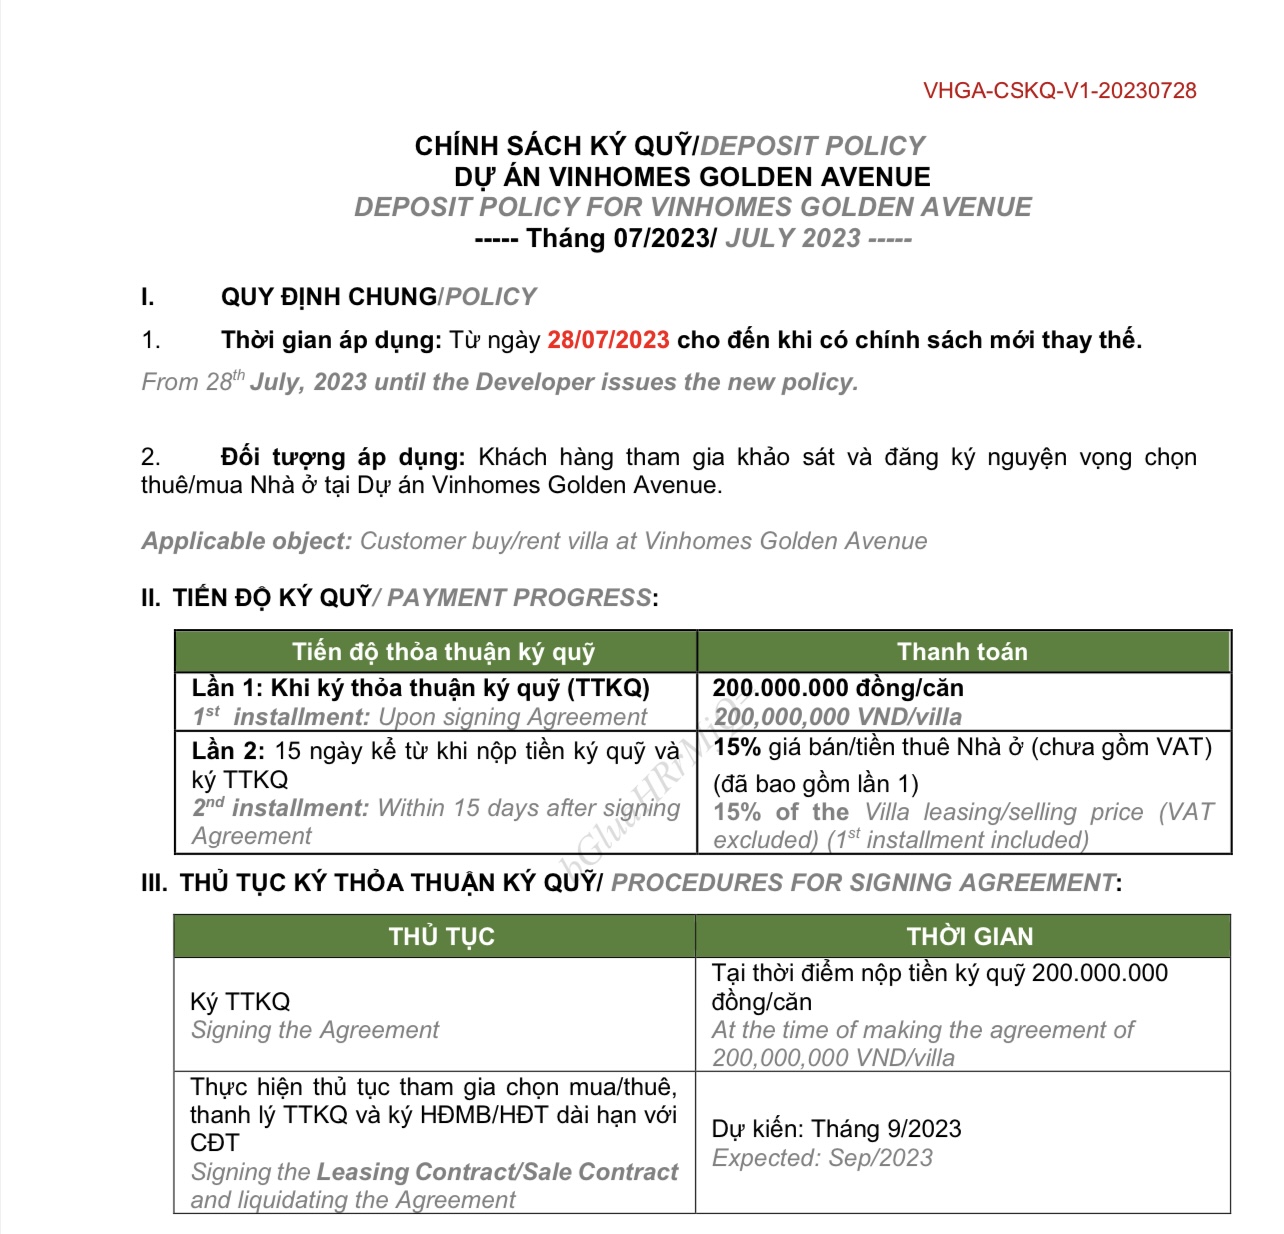 VHGA-CSKQ-V1-20230728
CHÍNH SÁCH KÝ QUỸ/DEPOSIT POLICY
DỰ ÁN VINHOMES GOLDEN AVENUE
DEPOSIT POLICY FOR VINHOMES GOLDEN AVENUE
----- Tháng 07/2023/ JULY 2023 -----
I. QUY ĐỊNH CHUNG/POLICY
1. Thời gian áp dụng: Từ ngày 28/07/2023 cho đến khi có chính sách mới thay thế.
From 28th July, 2023 until the Developer issues the new policy.
2. Đối tượng áp dụng: Khách hàng tham gia khảo sát và đăng ký nguyện vọng chọn
thuê/mua Nhà ở tại Dự án Vinhomes Golden Avenue.
Applicable object: Customer buy/rent villa at Vinhomes Golden Avenue
II. TIẾN ĐỘ KÝ QUỸ/ PAYMENT PROGRESS:
Tiến độ thỏa thuận ký quỹ
Thanh toán
Lần 1: Khi ký thỏa thuận ký quỹ (TTKQ)
1st installment: Upon signing Agreement
200.000.000 đồng/căn
200,000,000 VND/villa
Lần 2: 15 ngày kể từ khi nộp tiền ký quỹ và
ký TTKQ
2nd installment: Within 15 days after signing
Agreement
15% giá bán/tiền thuê Nhà ở (chưa gồm VAT)
(đã bao gồm lần 1)
15% of the Villa leasing/selling price (VAT
excluded) (1st installment included)
III. THỦ TỤC KÝ THỎA THUẬN KÝ QUỸ/ PROCEDURES FOR SIGNING AGREEMENT:
THỦ TỤC
THỜI GIAN
Ký TTKQ
Signing the Agreement
Tại thời điểm nộp tiền ký quỹ 200.000.000
đồng/căn
At the time of making the agreement of
200,000,000 VND/villa
Thực hiện thủ tục tham gia chọn mua/thuê,
thanh lý TTKQ và ký HĐMB/HĐT dài hạn với
CĐT
Signing the Leasing Contract/Sale Contract
and liquidating the Agreement
Dự kiến: Tháng 9/2023
Expected: Sep/2023